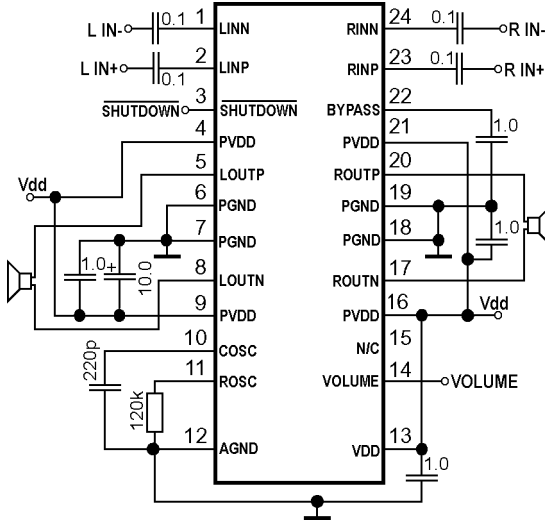 L IN- 0.1 1 LINN RINN 24 0.1 R IN-
L IN+ 0.1 2 LINP RINP 23 0.1 R IN+
SHUTDOWN 3 SHUTDOWN BYPASS 22 1.0
4 PVDD PVDD 21
Vdd 5 LOUTP ROUTP 20
6 PGND PGND 19
7 PGND PGND 18 1.0
1.0 + 10.0 8 LOUTN ROUTN 17
9 PVDD PVDD 16 Vdd
220p 10 COSC N/C 15
120k 11 ROSC VOLUME 14 VOLUME
12 AGND VDD 13 1.0